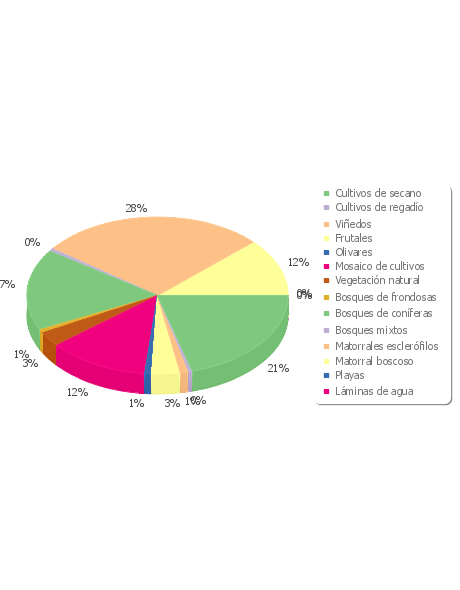 28%
0%
12%
7%
0%
0%
1%
3%
21%
12%
1%
3%
1%
0%
Cultivos de secano
Cultivos de regadío
Viñedos
Frutales
Olivares
Mosaico de cultivos
Vegetación natural
Bosques de frondosas
Bosques de coníferas
Bosques mixtos
Matorrales esclerófilos
Matorral boscoso
Playas
Láminas de agua